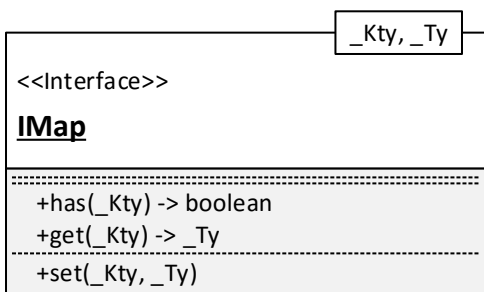 _Kty, _Ty
<<Interface>>
IMap
+has(_Kty) -> boolean
+get(_Kty) -> _Ty
+set(_Kty, _Ty)